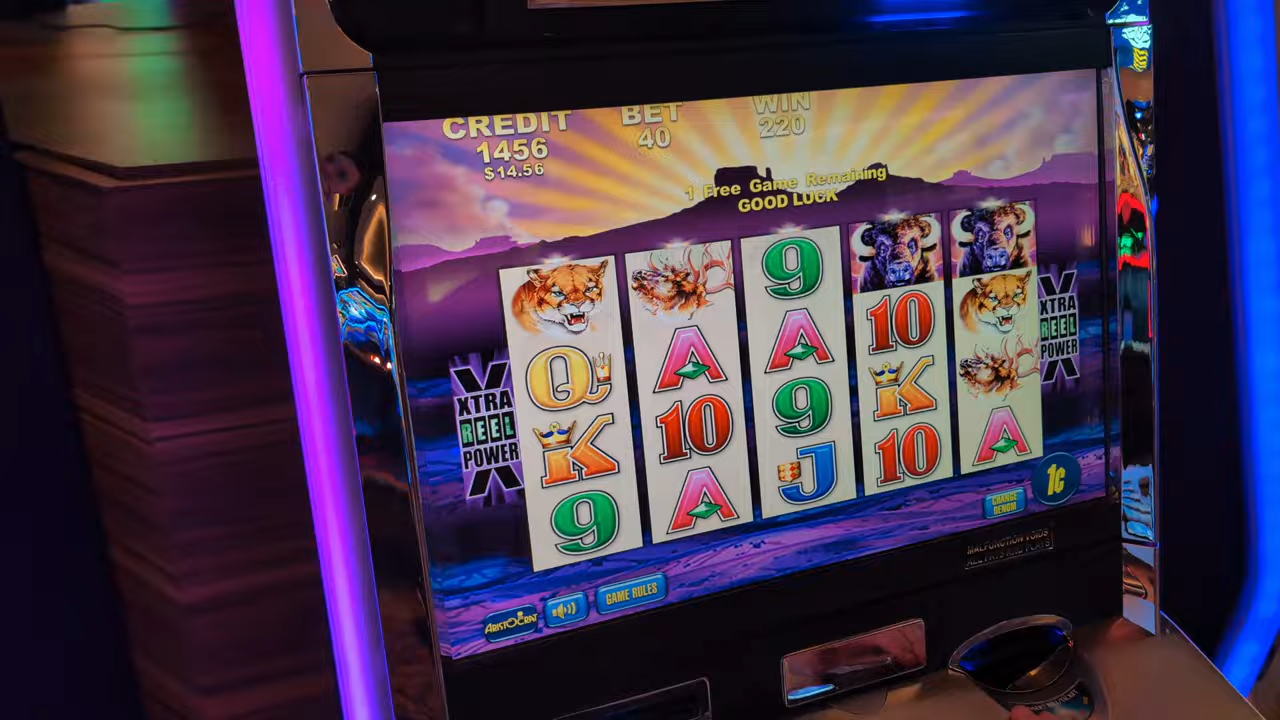 CREDIT
1456
$14.56
BET
40
WIN
220
1 Free Game Remaining
GOOD LUCK
XTRA
REEL
POWER
Q
K
9
A
10
A
9
A
9
J
10
K
10
A
XTRA
REEL
POWER
1¢
CHANGE
DENOM
MALFUNCTION VOIDS
ALL PAYS AND PLAYS
ARISTOCRAT
GAME RULES